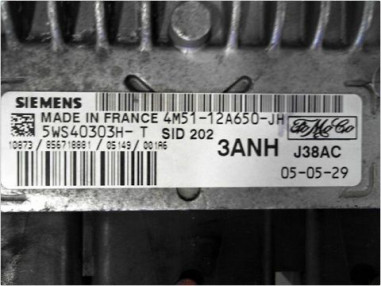 SIEMENS
MADE IN FRANCE 4M51-12A650-JH
5WS40303H- T SID 202
FoMoCo
10873 / 856718881 / 05149 / 001A6
3ANH J38AC
05-05-29